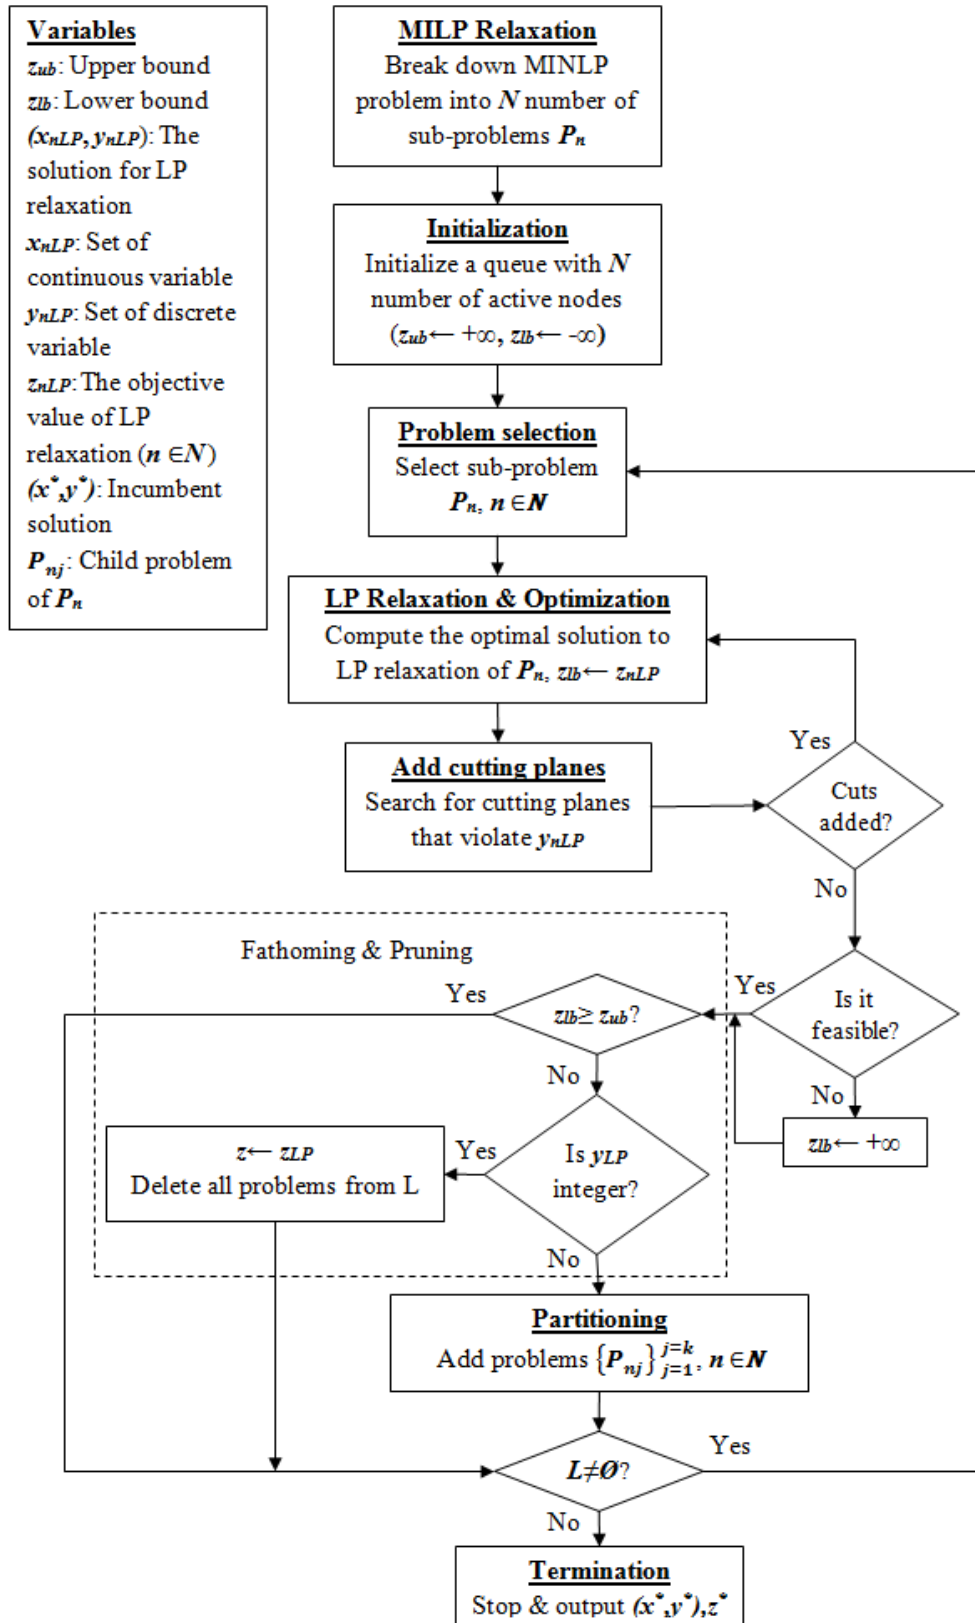 Variables
zub: Upper bound
zlb: Lower bound
(xnLP, ynLP): The
solution for LP
relaxation
xnLP: Set of
continuous variable
ynLP: Set of discrete
variable
znLP: The objective
value of LP
relaxation (n ∈N)
(x*,y*): Incumbent
solution
Pnj: Child problem
of Pn
MILP Relaxation
Break down MINLP
problem into N number of
sub-problems Pn
Initialization
Initialize a queue with N
number of active nodes
(zub← +∞, zlb← -∞)
Problem selection
Select sub-problem
Pn, n ∈N
LP Relaxation & Optimization
Compute the optimal solution to
LP relaxation of Pn, zlb← znLP
Add cutting planes
Search for cutting planes
that violate ynLP
Yes
Cuts
added?
No
Is it
feasible?
Yes
No
zlb← +∞
Fathoming & Pruning
Yes
zlb≥ zub?
No
Is yLP
integer?
Yes
z← zLP
Delete all problems from L
No
Partitioning
Add problems {Pnj}j=1j=k, n ∈N
L≠Ø?
Yes
No
Termination
Stop & output (x*,y*),z*